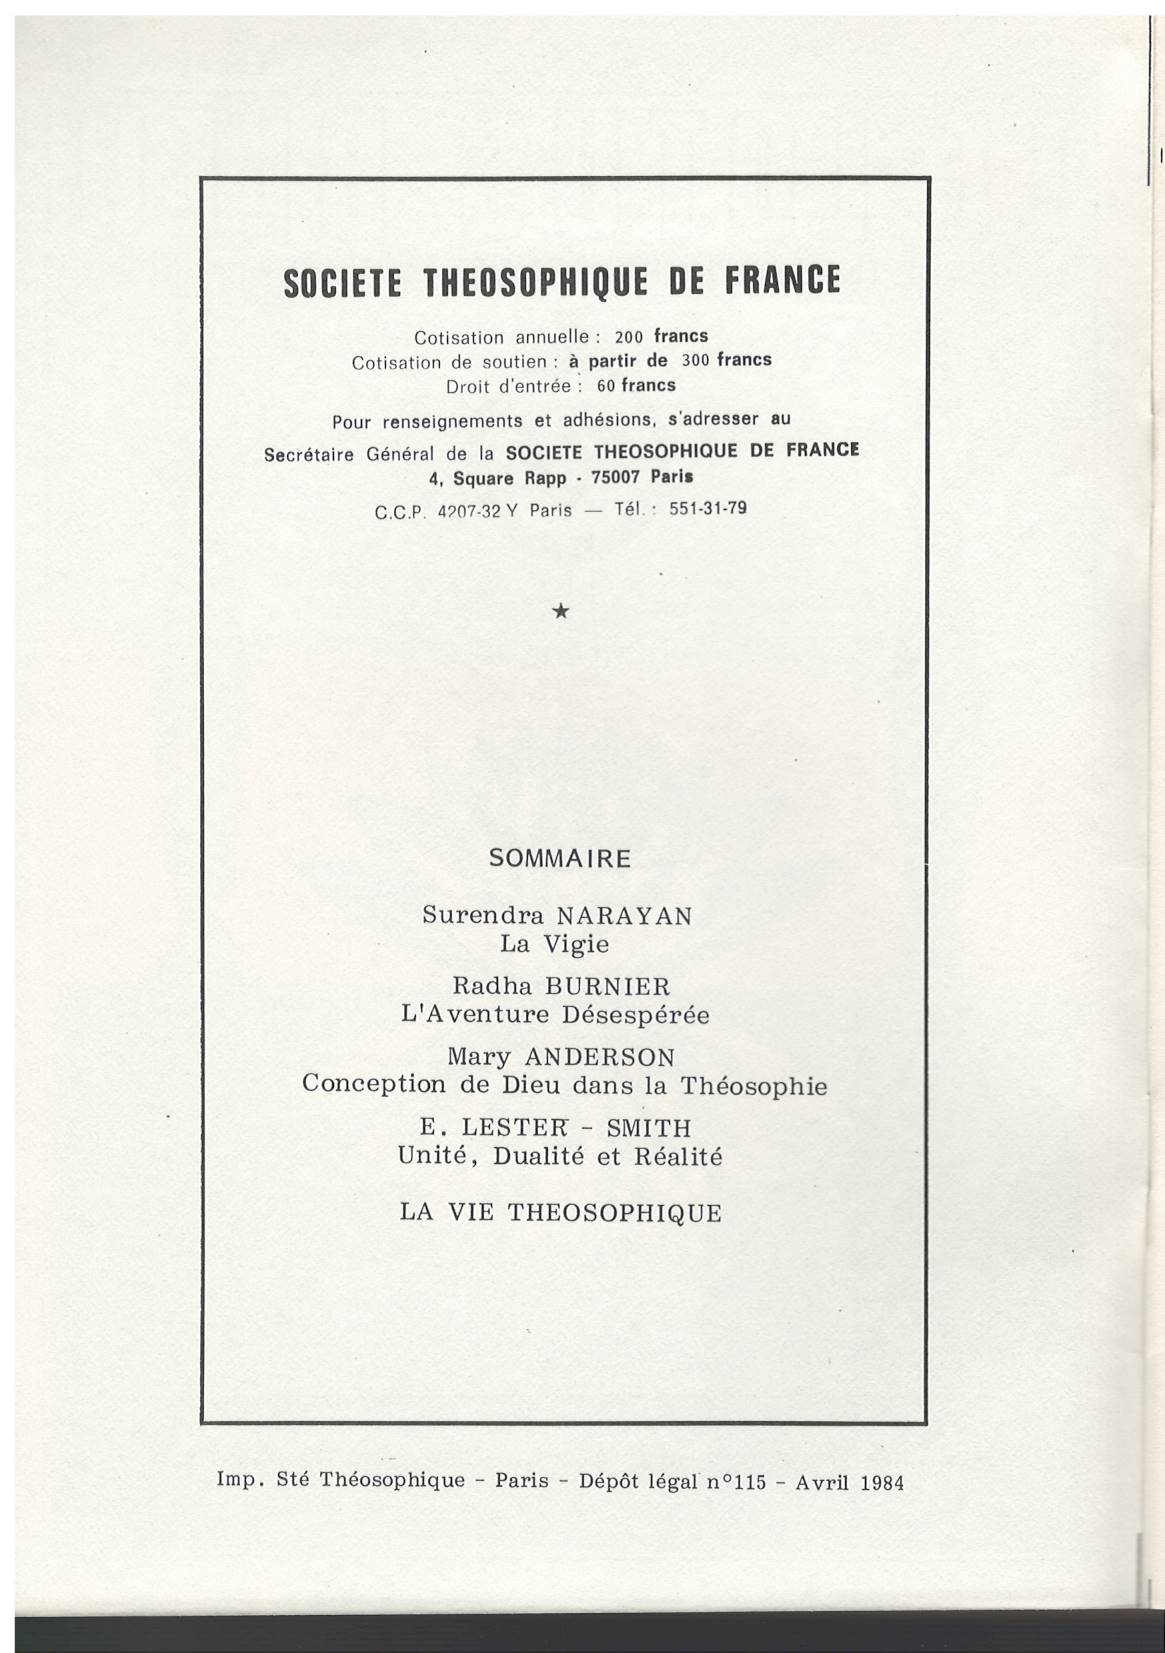 SOCIETE THEOSOPHIQUE DE FRANCE
Cotisation annuelle : 200 francs
Cotisation de soutien : à partir de 300 francs
Droit d'entrée : 60 francs
Pour renseignements et adhésions, s'adresser au
Secrétaire Général de la SOCIETE THEOSOPHIQUE DE FRANCE
4, Square Rapp - 75007 Paris
C.C.P. 4207-32 Y Paris — Tél. : 551-31-79
★
SOMMAIRE
Surendra NARAYAN
La Vigie
Radha BURNIER
L'Aventure Désespérée
Mary ANDERSON
Conception de Dieu dans la Théosophie
E. LESTER - SMITH
Unité, Dualité et Réalité
LA VIE THEOSOPHIQUE
Imp. Sté Théosophique - Paris - Dépôt légal n°115 - Avril 1984